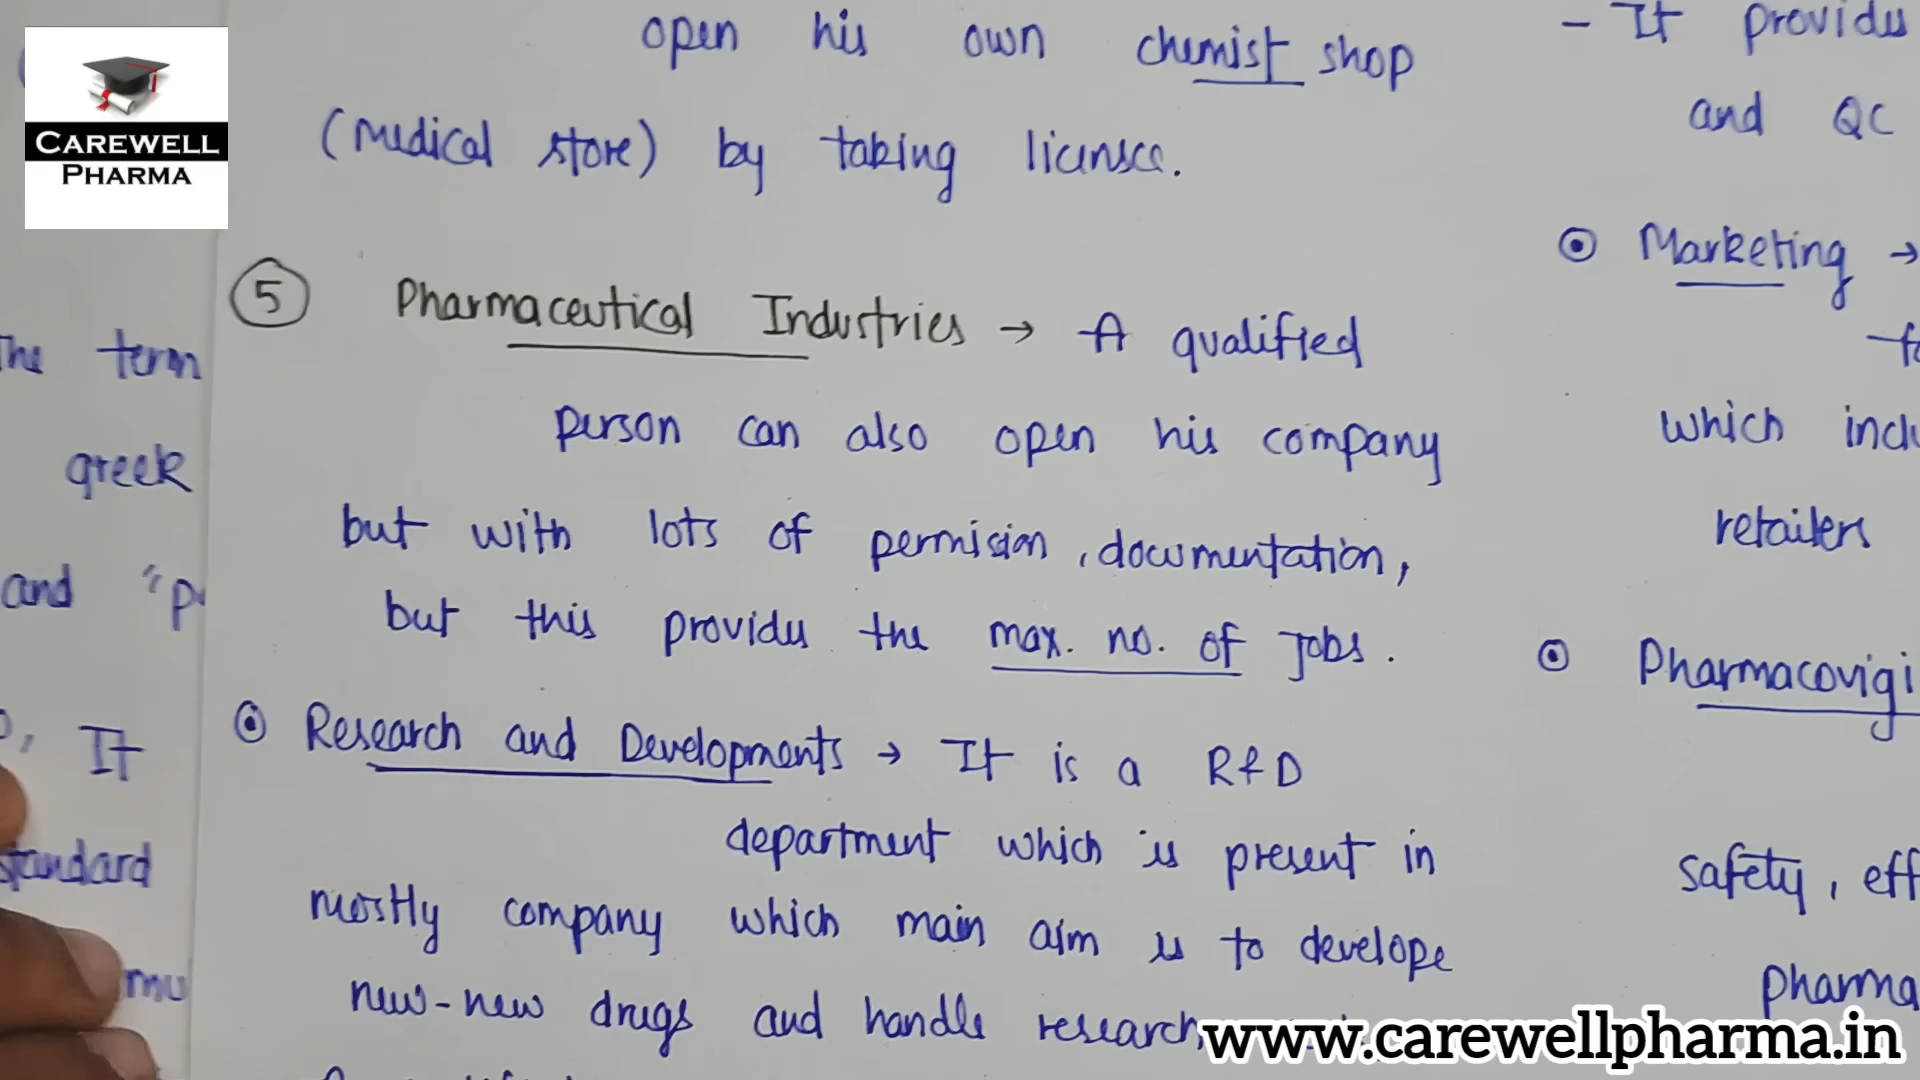 CAREWELL
PHARMA
open his own chemist shop
(medical store) by taking license.
5 Pharmaceutical Industries → A qualified
person can also open his company
but with lots of permision, documentation,
but this provides the max. no. of Jobs.
Research and Developments → It is a R&D
department which is present in
mostly company which main aim is to develope
new-new drugs and handle research,
The term
greek
and "p
It
standard
- It provides
and QC
Marketing →
which inclu
retailers
Pharmacovigi
safety, eff
pharma
www.carewellpharma.in